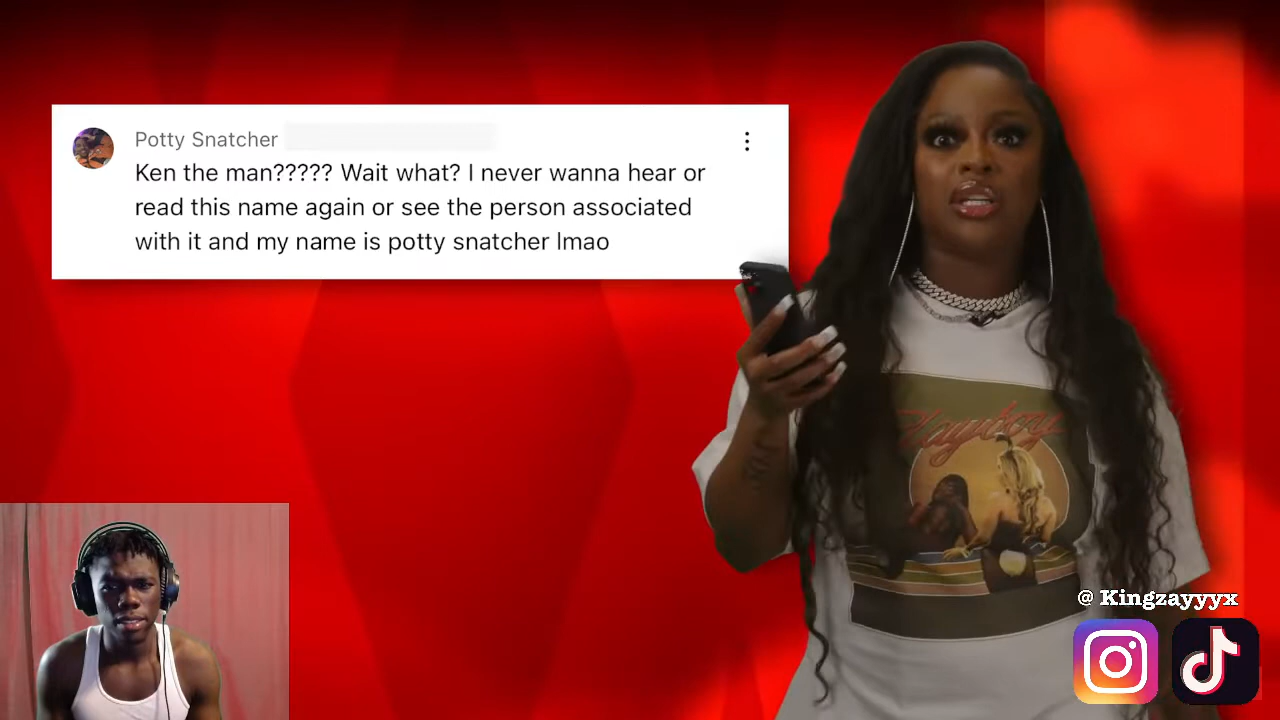 Potty Snatcher
Ken the man????? Wait what? I never wanna hear or
read this name again or see the person associated
with it and my name is potty snatcher lmao
Playboy
@ Kingzayyyx